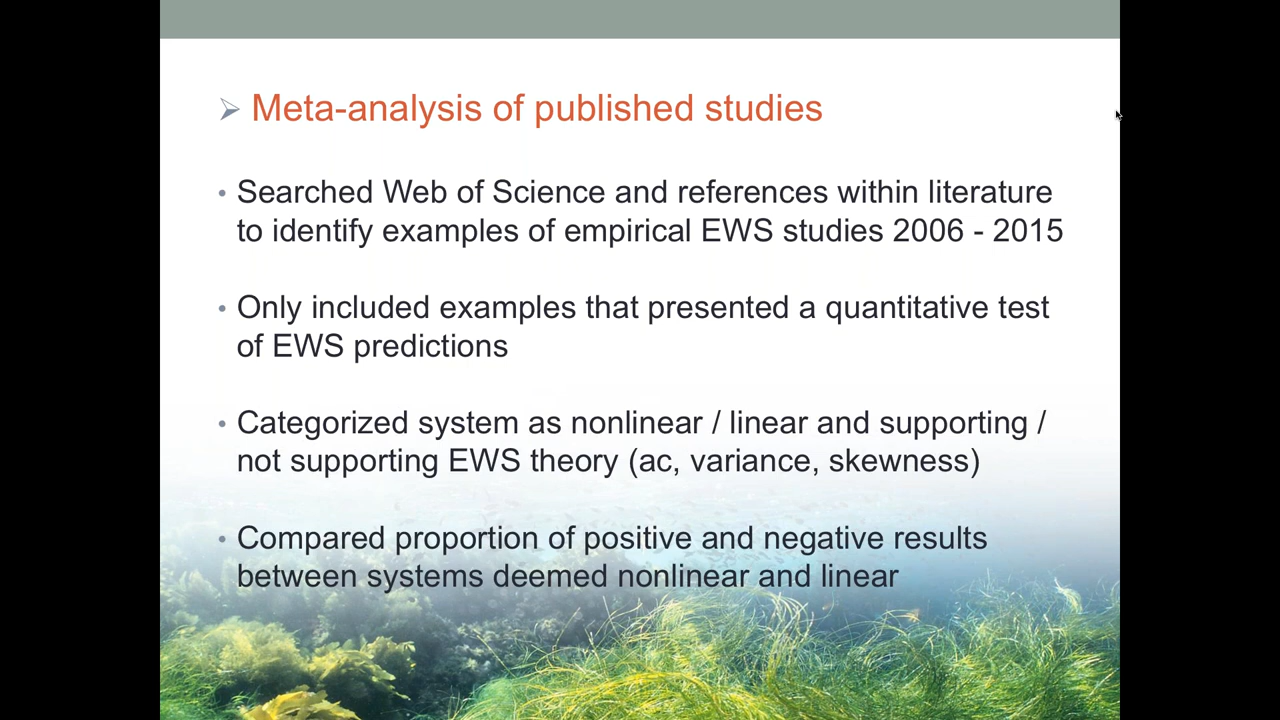 ➢ Meta-analysis of published studies
• Searched Web of Science and references within literature
to identify examples of empirical EWS studies 2006 - 2015
• Only included examples that presented a quantitative test
of EWS predictions
• Categorized system as nonlinear / linear and supporting /
not supporting EWS theory (ac, variance, skewness)
• Compared proportion of positive and negative results
between systems deemed nonlinear and linear